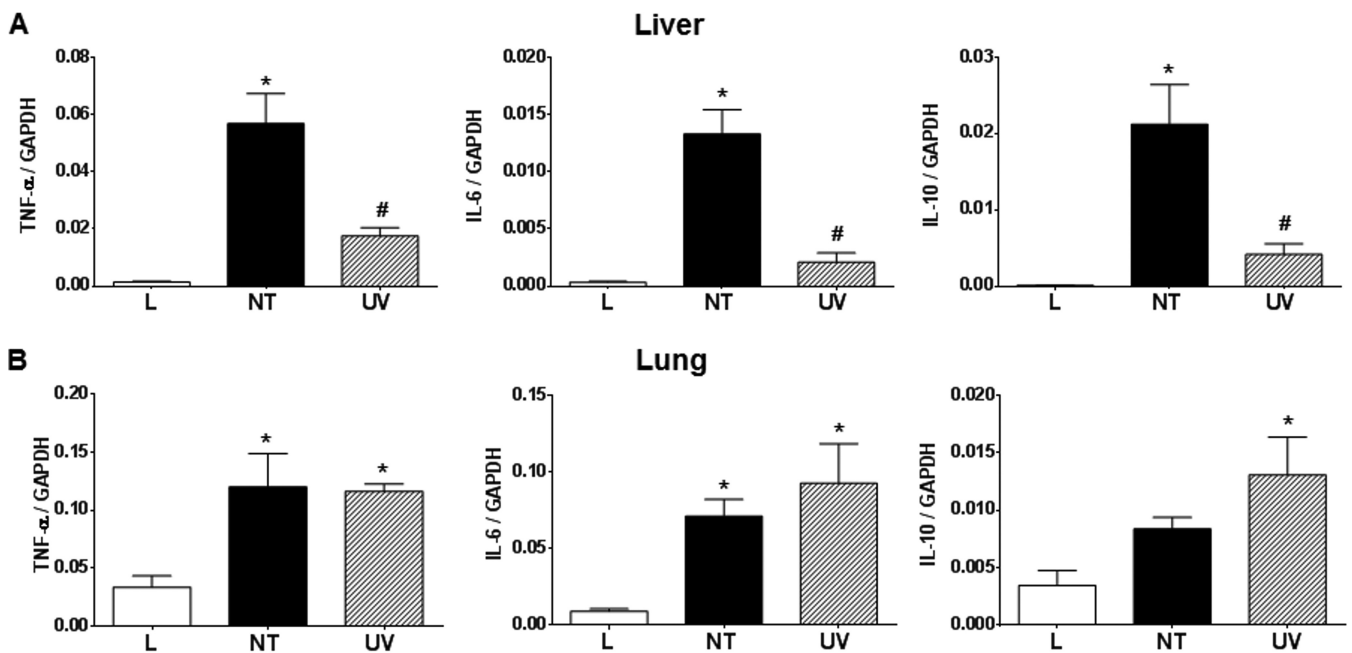 A
Liver
TNF-α / GAPDH
0.08
0.06
0.04
0.02
0.00
*
#
L NT UV
IL-6 / GAPDH
0.020
0.015
0.010
0.005
0.000
*
#
L NT UV
IL-10 / GAPDH
0.03
0.02
0.01
0.00
*
#
L NT UV
B
Lung
TNF-α / GAPDH
0.20
0.15
0.10
0.05
0.00
*
*
L NT UV
IL-6 / GAPDH
0.15
0.10
0.05
0.00
*
*
L NT UV
IL-10 / GAPDH
0.020
0.015
0.010
0.005
0.000
*
L NT UV